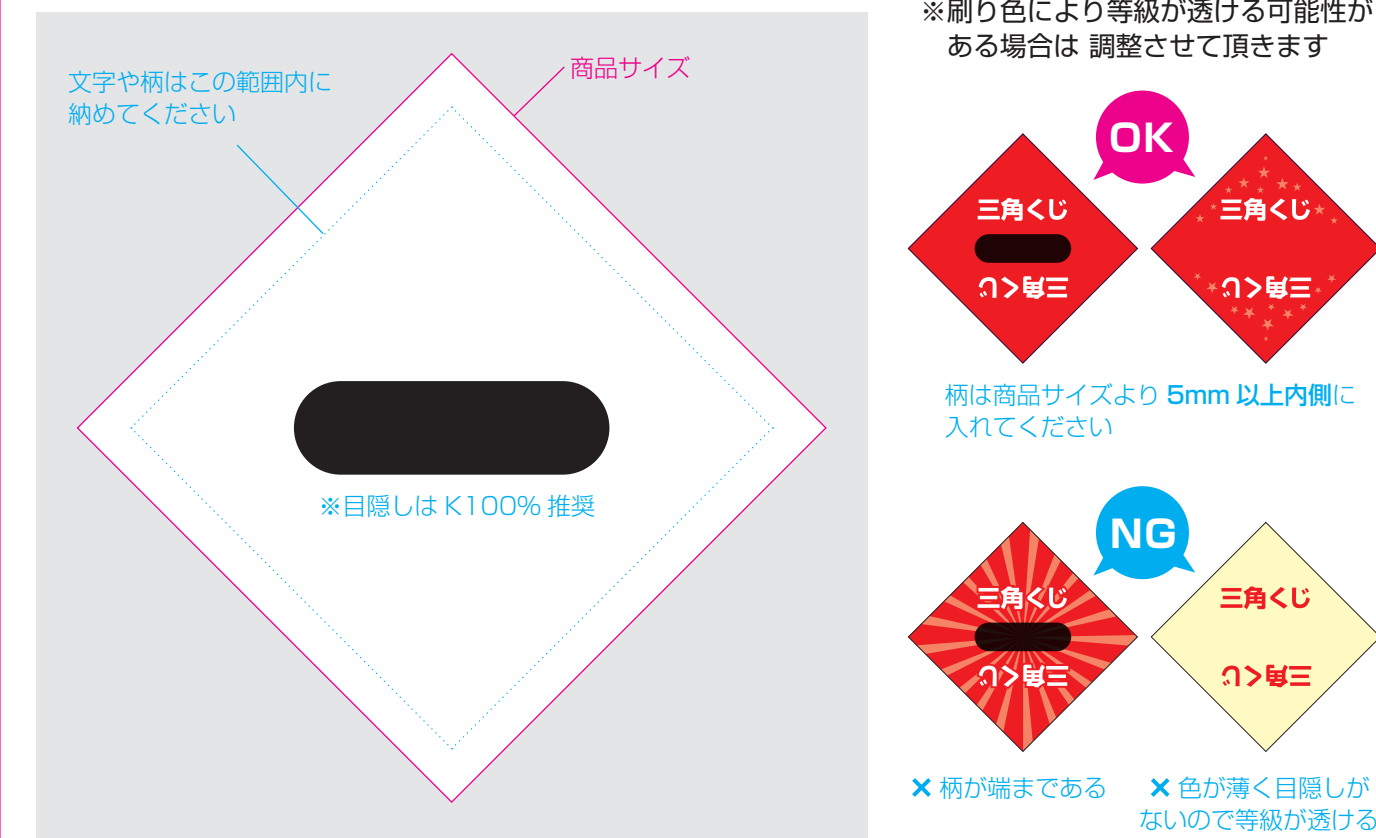 ※刷り色により等級が透ける可能性が
ある場合は 調整させて頂きます
文字や柄はこの範囲内に
納めてください
商品サイズ
※目隠しは K100% 推奨
OK
三角くじ
三角くじ
三角くじ
三角くじ
柄は商品サイズより 5mm 以上内側に
入れてください
NG
三角くじ
三角くじ
三角くじ
三角くじ
× 柄が端まである
× 色が薄く目隠しが
ないので等級が透ける